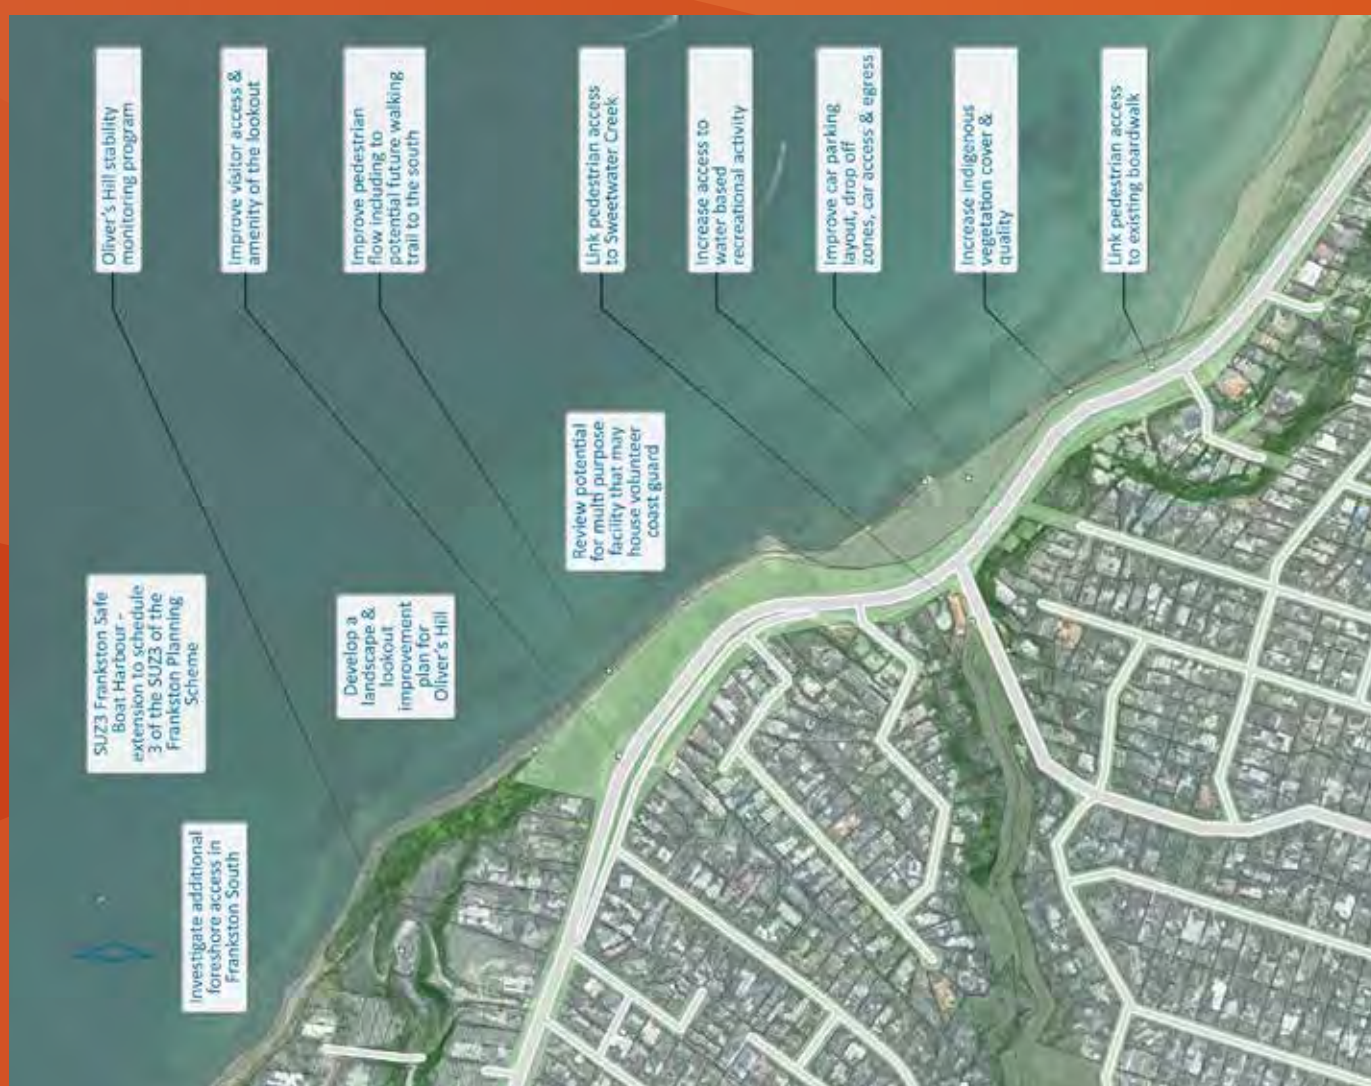 Oliver's Hill stability
monitoring program
Improve visitor access &
amenity of the lookout
Improve pedestrian
flow including to
potential future walking
trail to the south
Link pedestrian access
to Sweetwater Creek
Increase access to
water based
recreational activity
Improve car parking
layout, drop off
zones, car access & egress
Increase indigenous
vegetation cover &
quality
Link pedestrian access
to existing boardwalk
SUZ3 Frankston Safe
Boat Harbour -
extension to schedule
3 of the SUZ3 of the
Frankston Planning
Scheme
Develop a
landscape &
lookout
improvement
plan for
Oliver's Hill
Review potential
for multi purpose
facility that may
house volunteer
coast guard
Investigate additional
foreshore access in
Frankston South